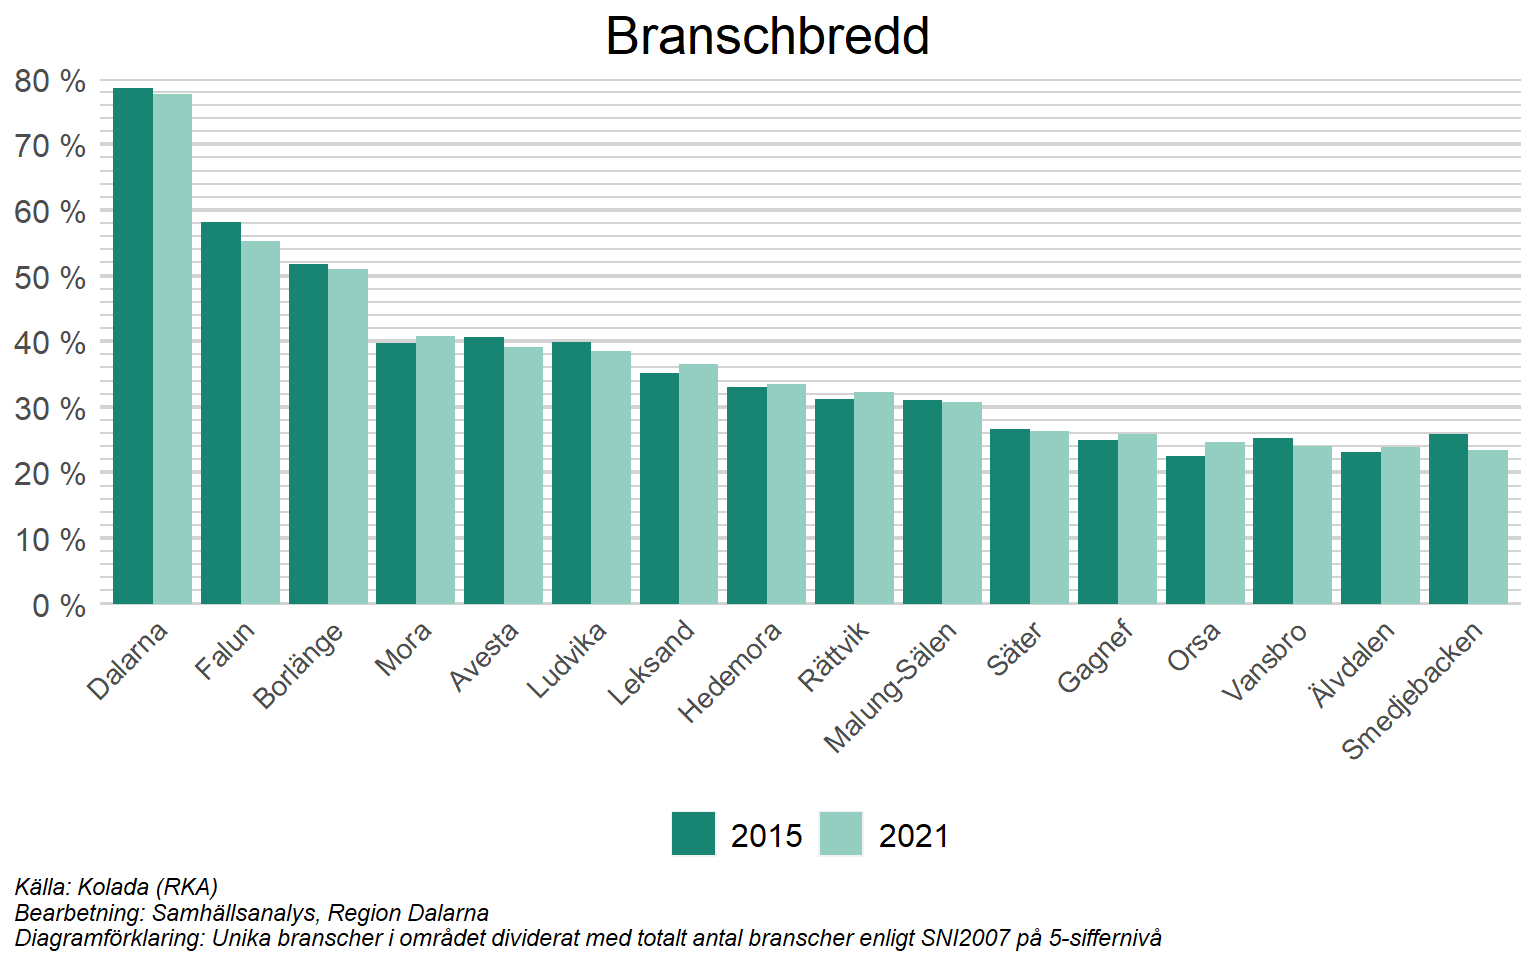 Branschbredd
80 %
70 %
60 %
50 %
40 %
30 %
20 %
10 %
0 %
Dalarna
Falun
Borlänge
Mora
Avesta
Ludvika
Leksand
Hedemora
Rättvik
Malung-Sälen
Säter
Gagnef
Orsa
Vansbro
Älvdalen
Smedjebacken
2015 2021
Källa: Kolada (RKA)
Bearbetning: Samhällsanalys, Region Dalarna
Diagramförklaring: Unika branscher i området dividerat med totalt antal branscher enligt SNI2007 på 5-siffernivå